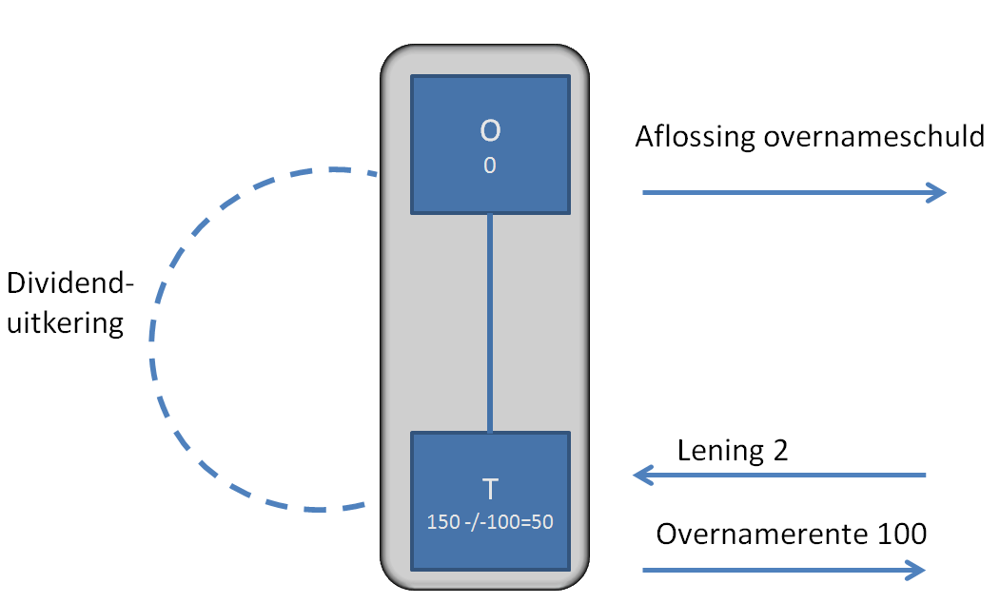 O
0
Aflossing overnameschuld
Dividend-
uitkering
Lening 2
T
150 -/-100=50
Overnamerente 100